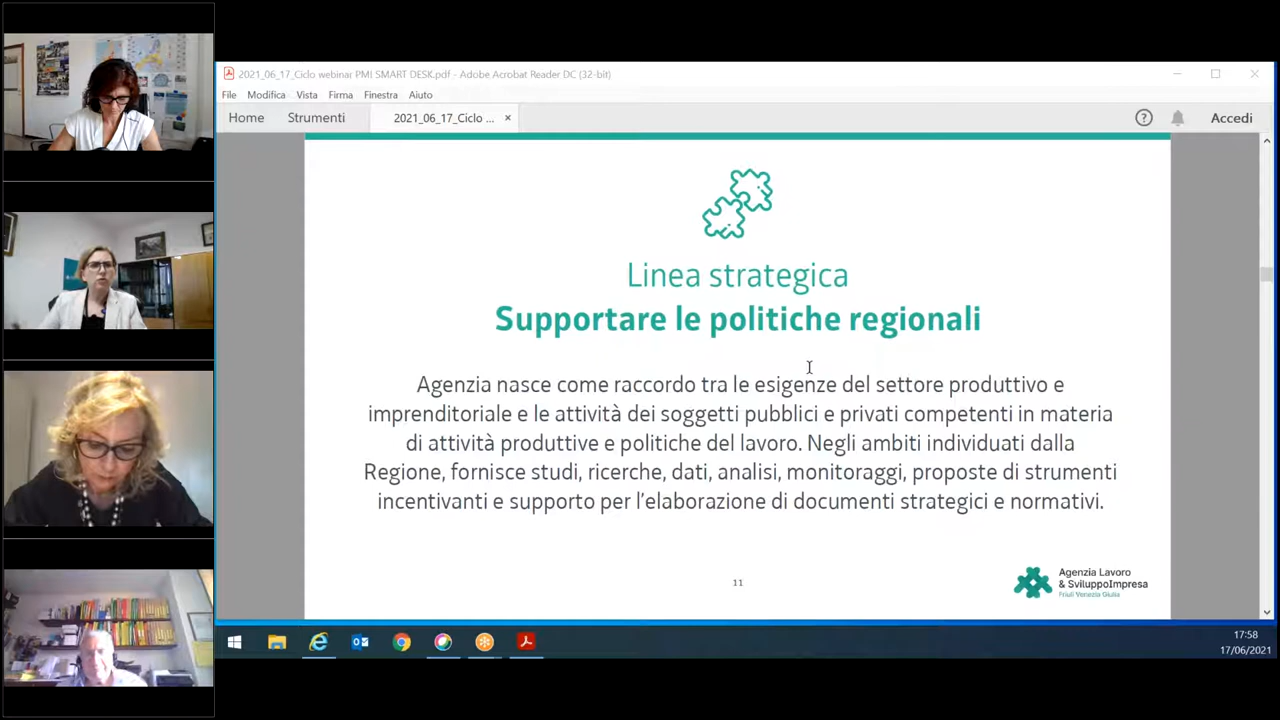 2021_06_17_Ciclo webinar PMI SMART DESK.pdf - Adobe Acrobat Reader DC (32-bit)
File Modifica Vista Firma Finestra Aiuto
Home Strumenti 2021_06_17_Ciclo ... × Accedi
Linea strategica
Supportare le politiche regionali
Agenzia nasce come raccordo tra le esigenze del settore produttivo e
imprenditoriale e le attività dei soggetti pubblici e privati competenti in materia
di attività produttive e politiche del lavoro. Negli ambiti individuati dalla
Regione, fornisce studi, ricerche, dati, analisi, monitoraggi, proposte di strumenti
incentivanti e supporto per l’elaborazione di documenti strategici e normativi.
11
Agenzia Lavoro
& SviluppoImpresa
Friuli Venezia Giulia
17:58
17/06/2021